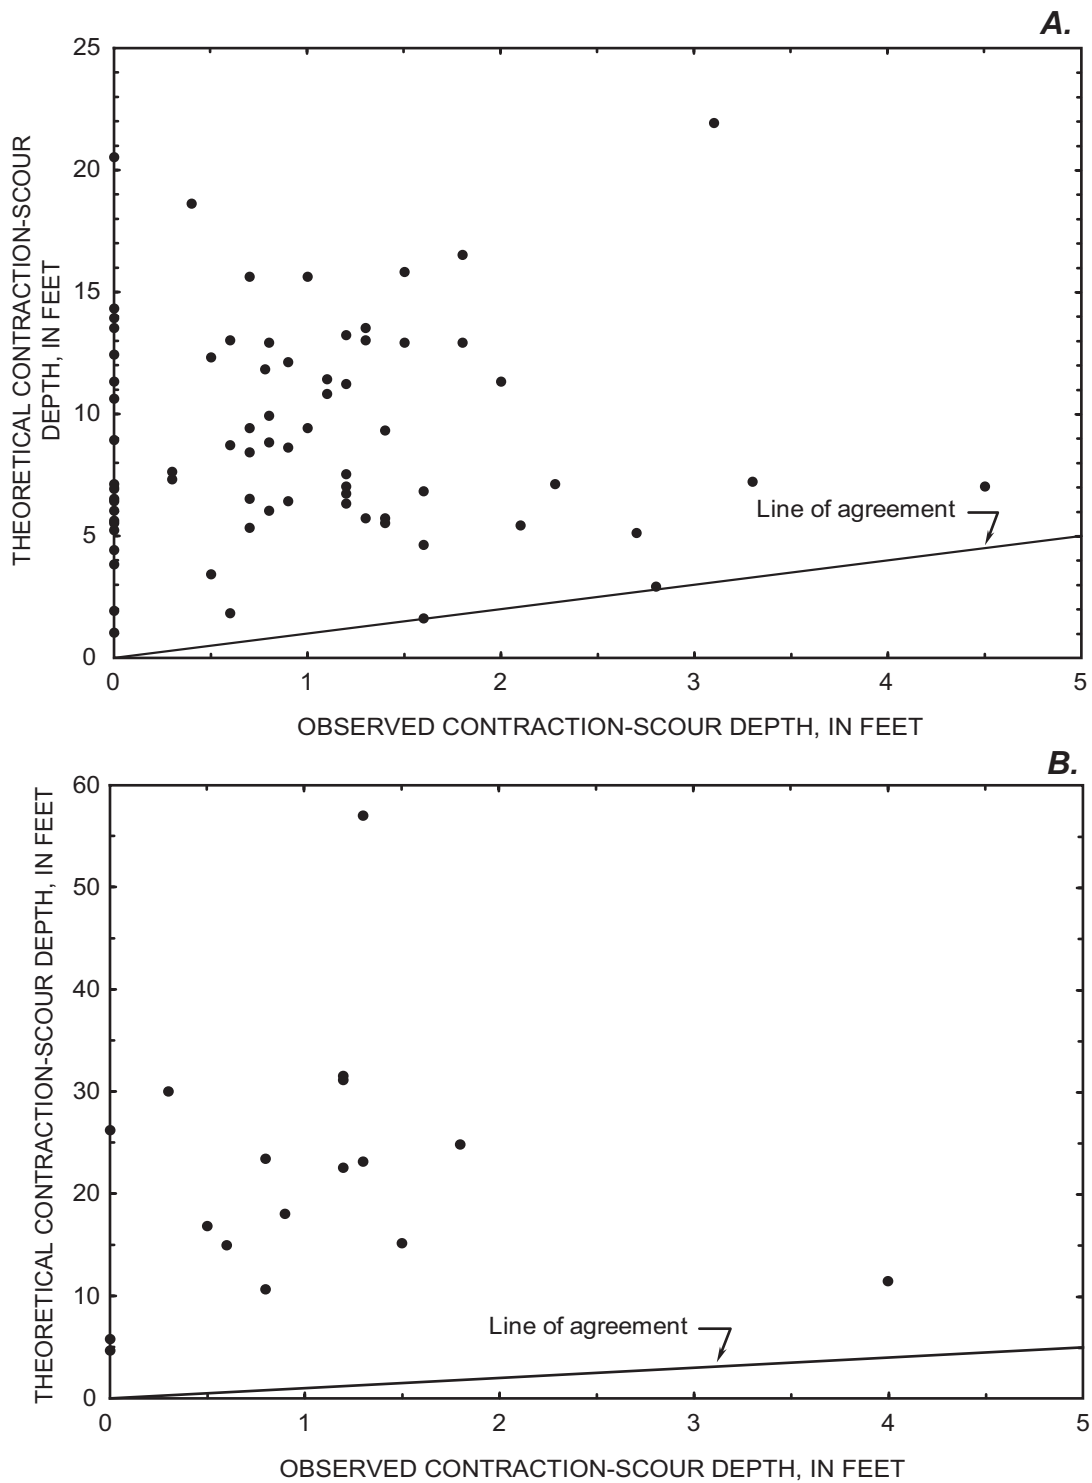 A.
THEORETICAL CONTRACTION-SCOUR
DEPTH, IN FEET
25
20
15
10
5
0
Line of agreement
0 1 2 3 4 5
OBSERVED CONTRACTION-SCOUR DEPTH, IN FEET
B.
THEORETICAL CONTRACTION-SCOUR DEPTH, IN FEET
60
50
40
30
20
10
0
Line of agreement
0 1 2 3 4 5
OBSERVED CONTRACTION-SCOUR DEPTH, IN FEET